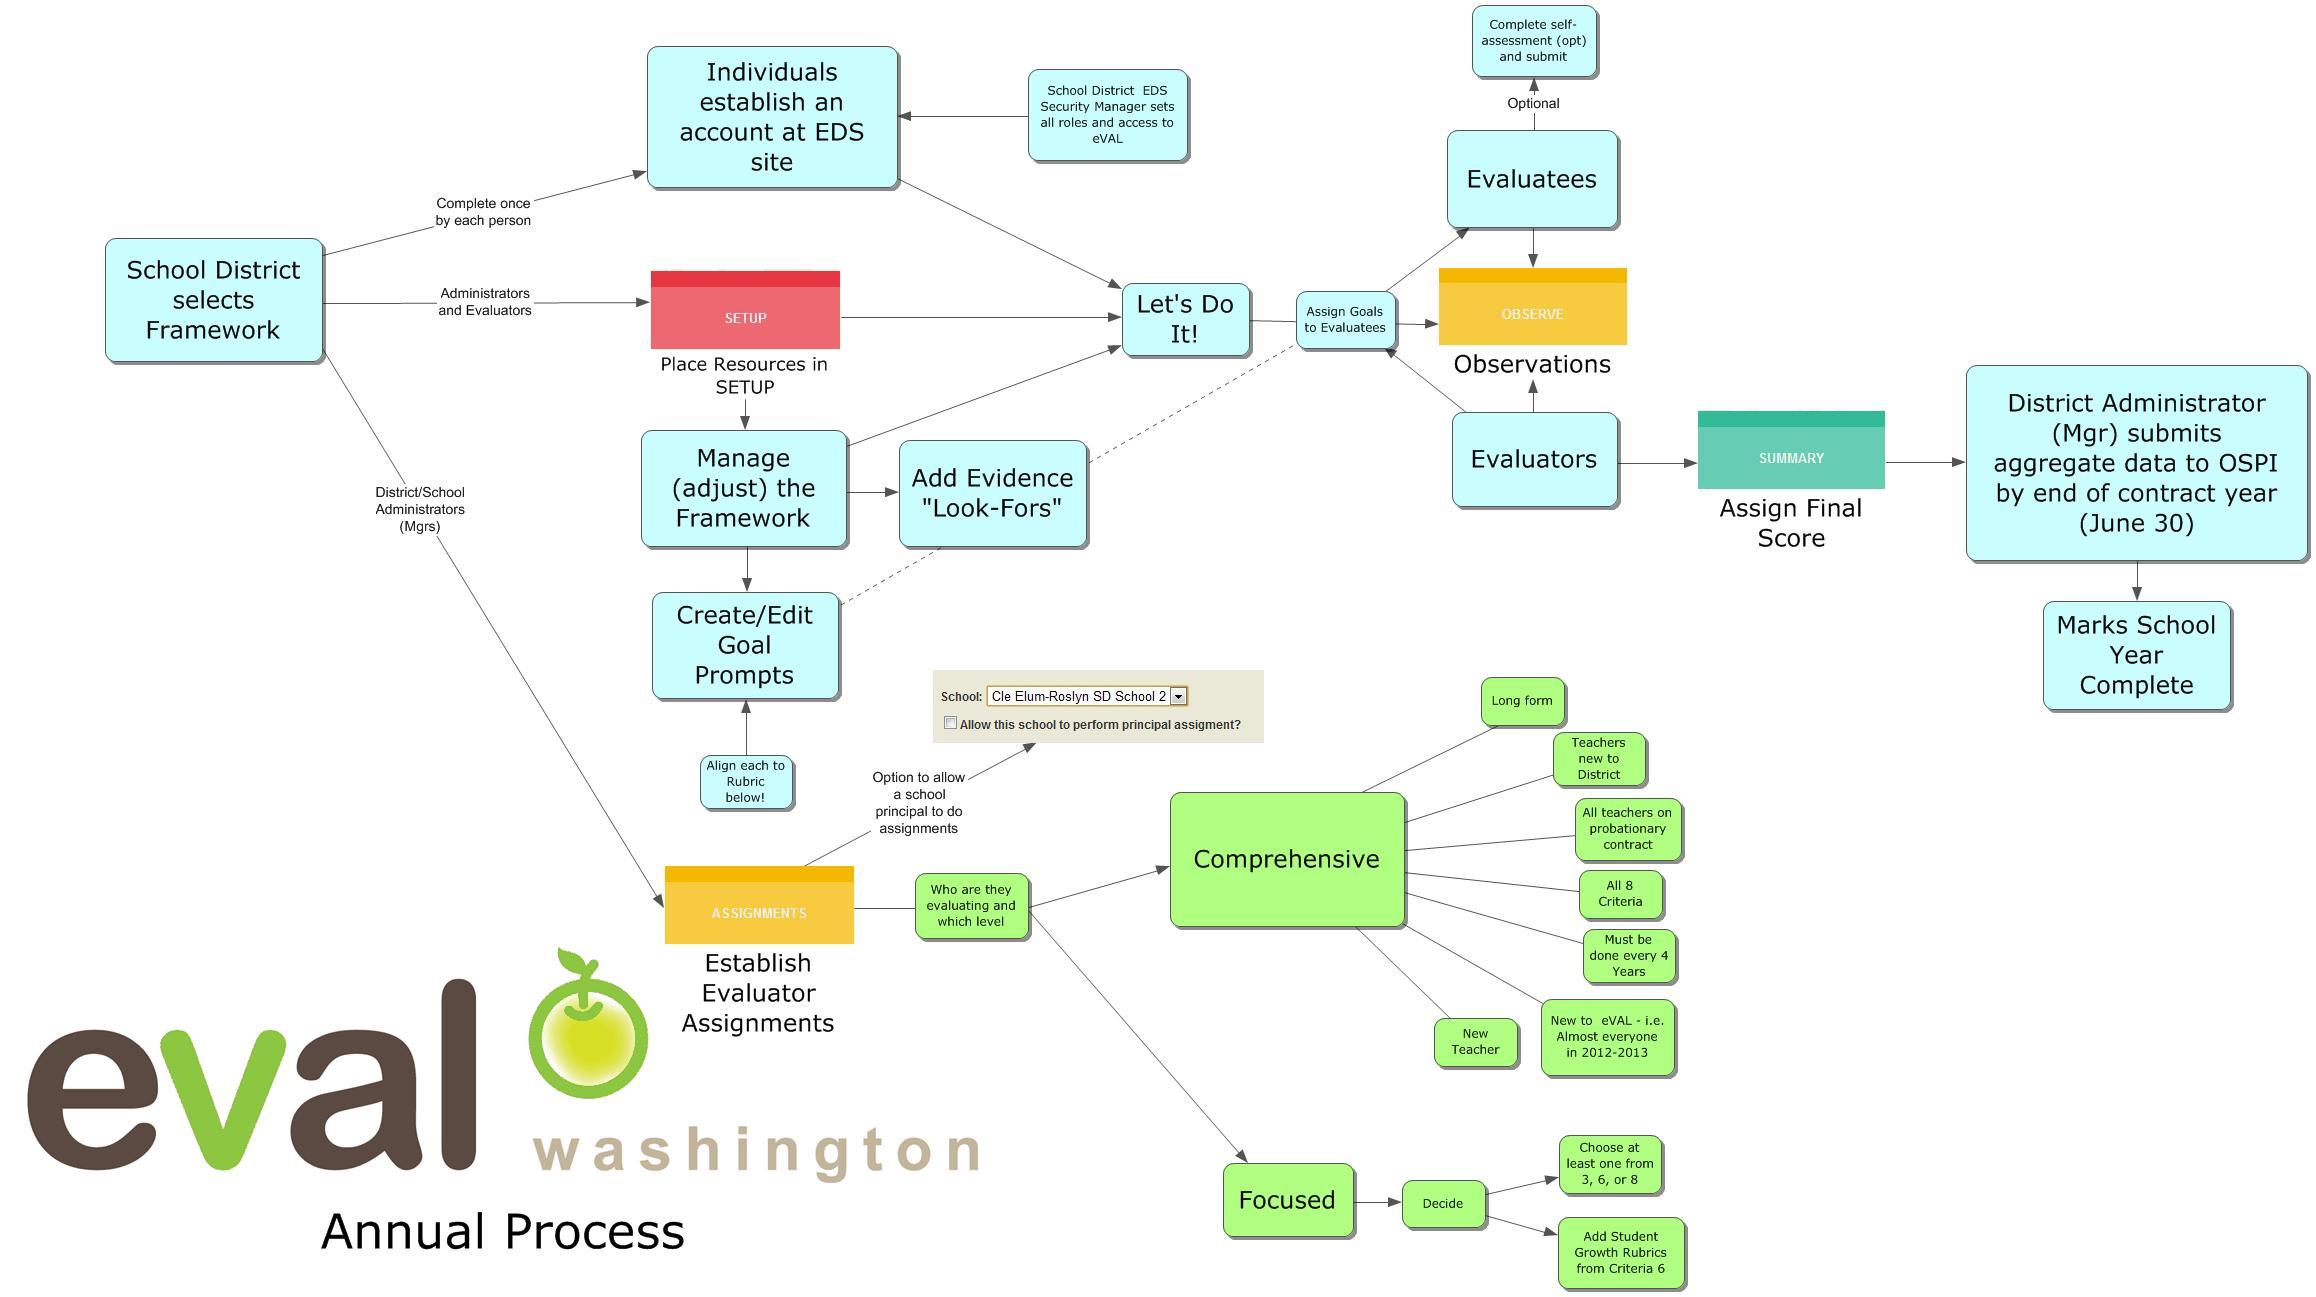 Complete self-
assessment (opt)
and submit
Optional
Individuals
establish an
account at EDS
site
School District  EDS
Security Manager sets
all roles and access to
eVAL
Evaluatees
Complete once
by each person
School District
selects
Framework
Administrators
and Evaluators
SETUP
Place Resources in
SETUP
Let's Do
It!
Assign Goals
to Evaluatees
OBSERVE
Observations
Manage
(adjust) the
Framework
Add Evidence
"Look-Fors"
Evaluators
SUMMARY
Assign Final
Score
District Administrator
(Mgr) submits
aggregate data to OSPI
by end of contract year
(June 30)
District/School
Administrators
(Mgrs)
Create/Edit
Goal
Prompts
Marks School
Year
Complete
School: Cle Elum-Roslyn SD School 2
Allow this school to perform principal assigment?
Align each to
Rubric
below!
Option to allow
a school
principal to do
assignments
Long form
Teachers
new to
District
All teachers on
probationary
contract
Comprehensive
All 8
Criteria
Must be
done every 4
Years
New to  eVAL - i.e.
Almost everyone
in 2012-2013
New
Teacher
ASSIGNMENTS
Establish
Evaluator
Assignments
Who are they
evaluating and
which level
eval
washington
Annual Process
Focused
Decide
Choose at
least one from
3, 6, or 8
Add Student
Growth Rubrics
from Criteria 6